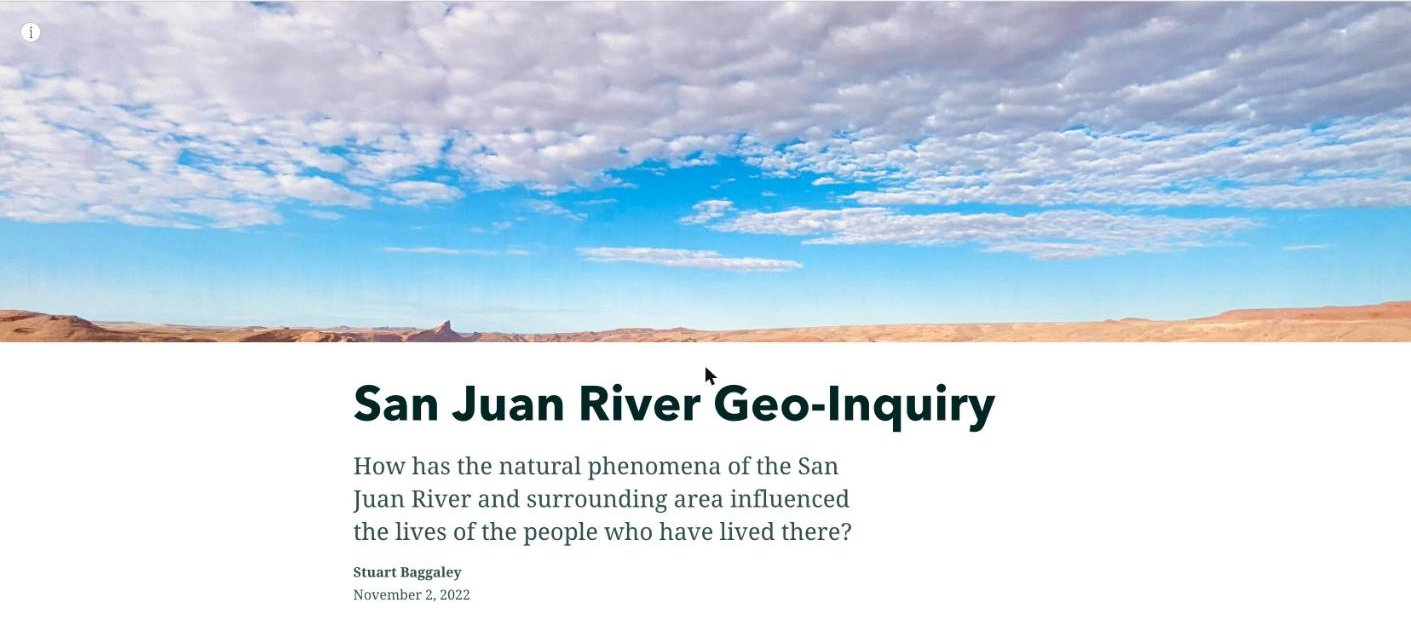 i
San Juan River Geo-Inquiry
How has the natural phenomena of the San
Juan River and surrounding area influenced
the lives of the people who have lived there?
Stuart Baggaley
November 2, 2022